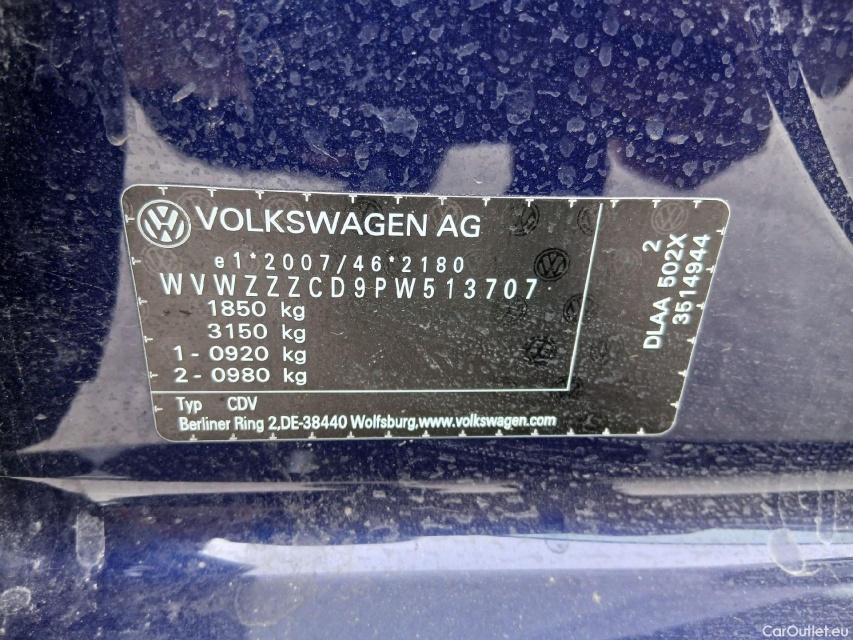 VOLKSWAGEN AG
e1*2007/46*2180
WVWZZZCD9PW513707
1850 kg
3150 kg
1 - 0920 kg
2 - 0980 kg
Typ CDV
Berliner Ring 2,DE-38440 Wolfsburg,www.volkswagen.com
2
DLAA 502X
3514944
CarOutlet.eu